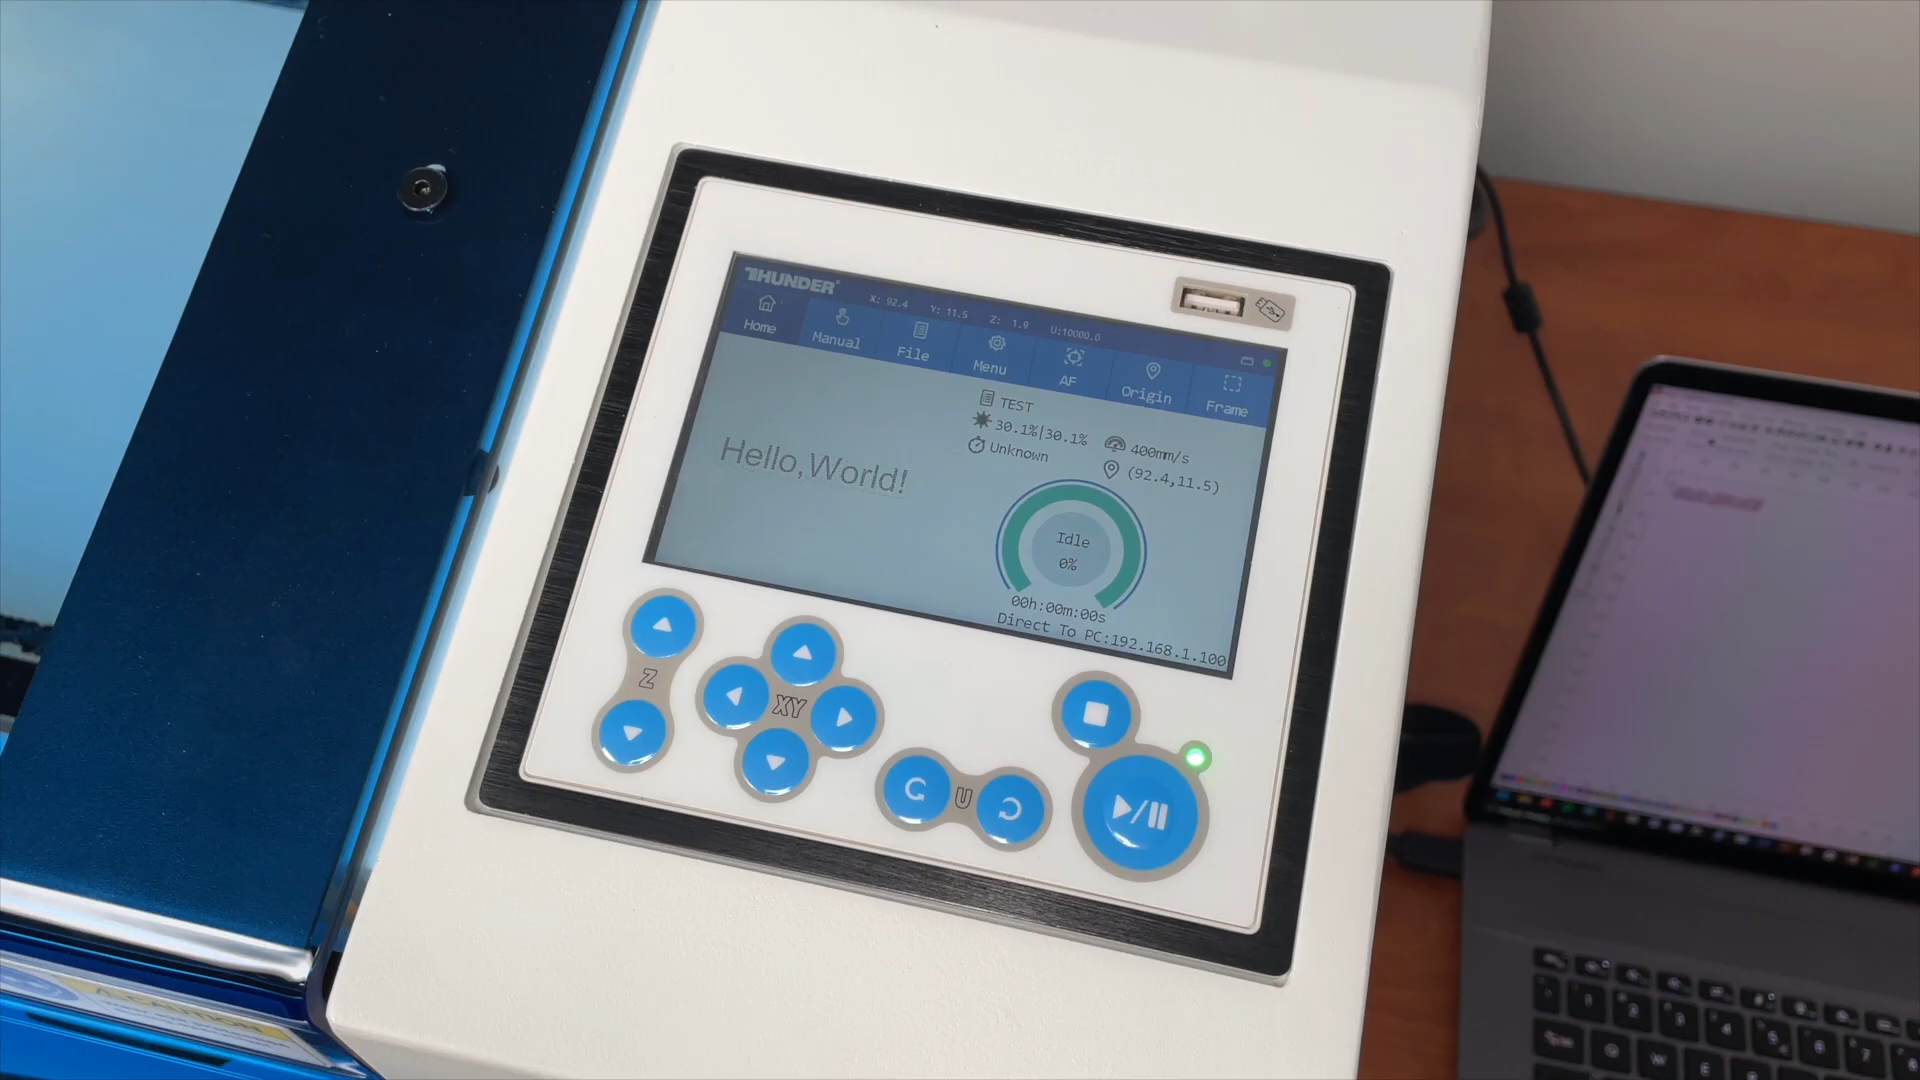 THUNDER®
X: 92.4 Y: 11.5 Z: 1.9 U:10000.0
Home Manual File Menu AF Origin Frame
TEST
30.1%|30.1% 400mm/s
Unknown (92.4,11.5)
Hello,World!
Idle
0%
00h:00m:00s
Direct To PC:192.168.1.100
Z
XY
U
CAUTION